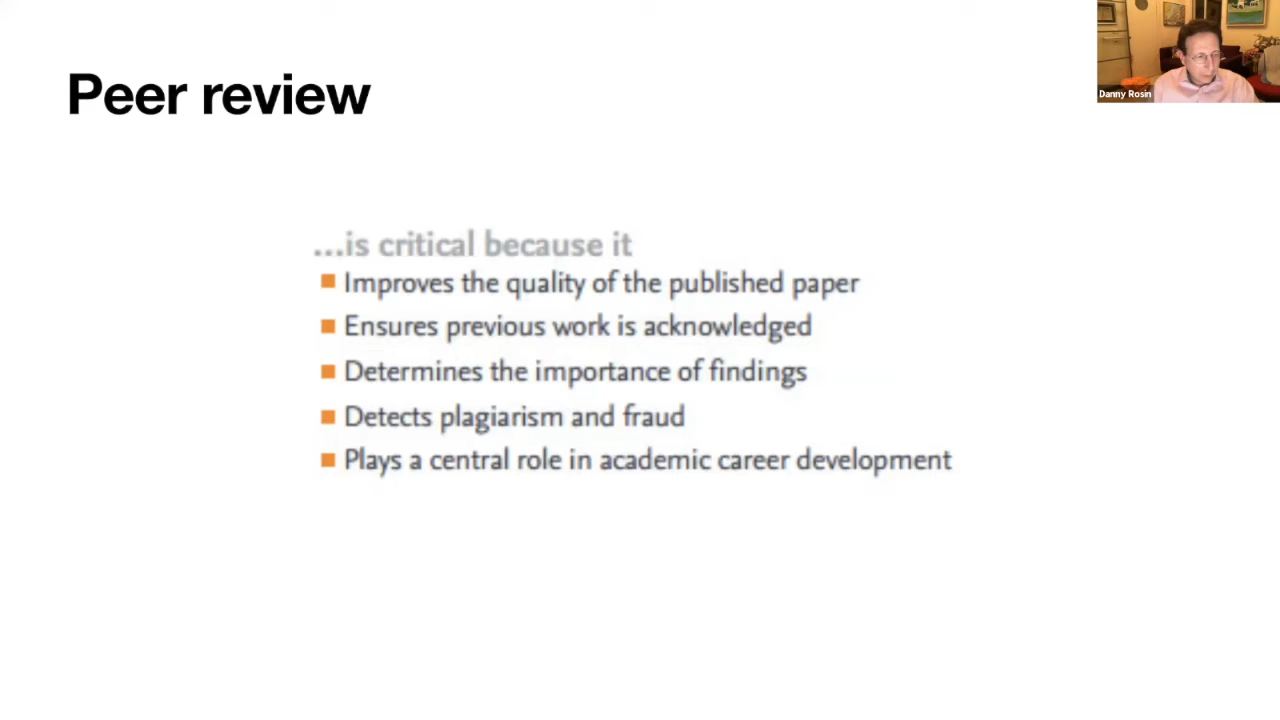 Peer review
Danny Rosin
...is critical because it
Improves the quality of the published paper
Ensures previous work is acknowledged
Determines the importance of findings
Detects plagiarism and fraud
Plays a central role in academic career development